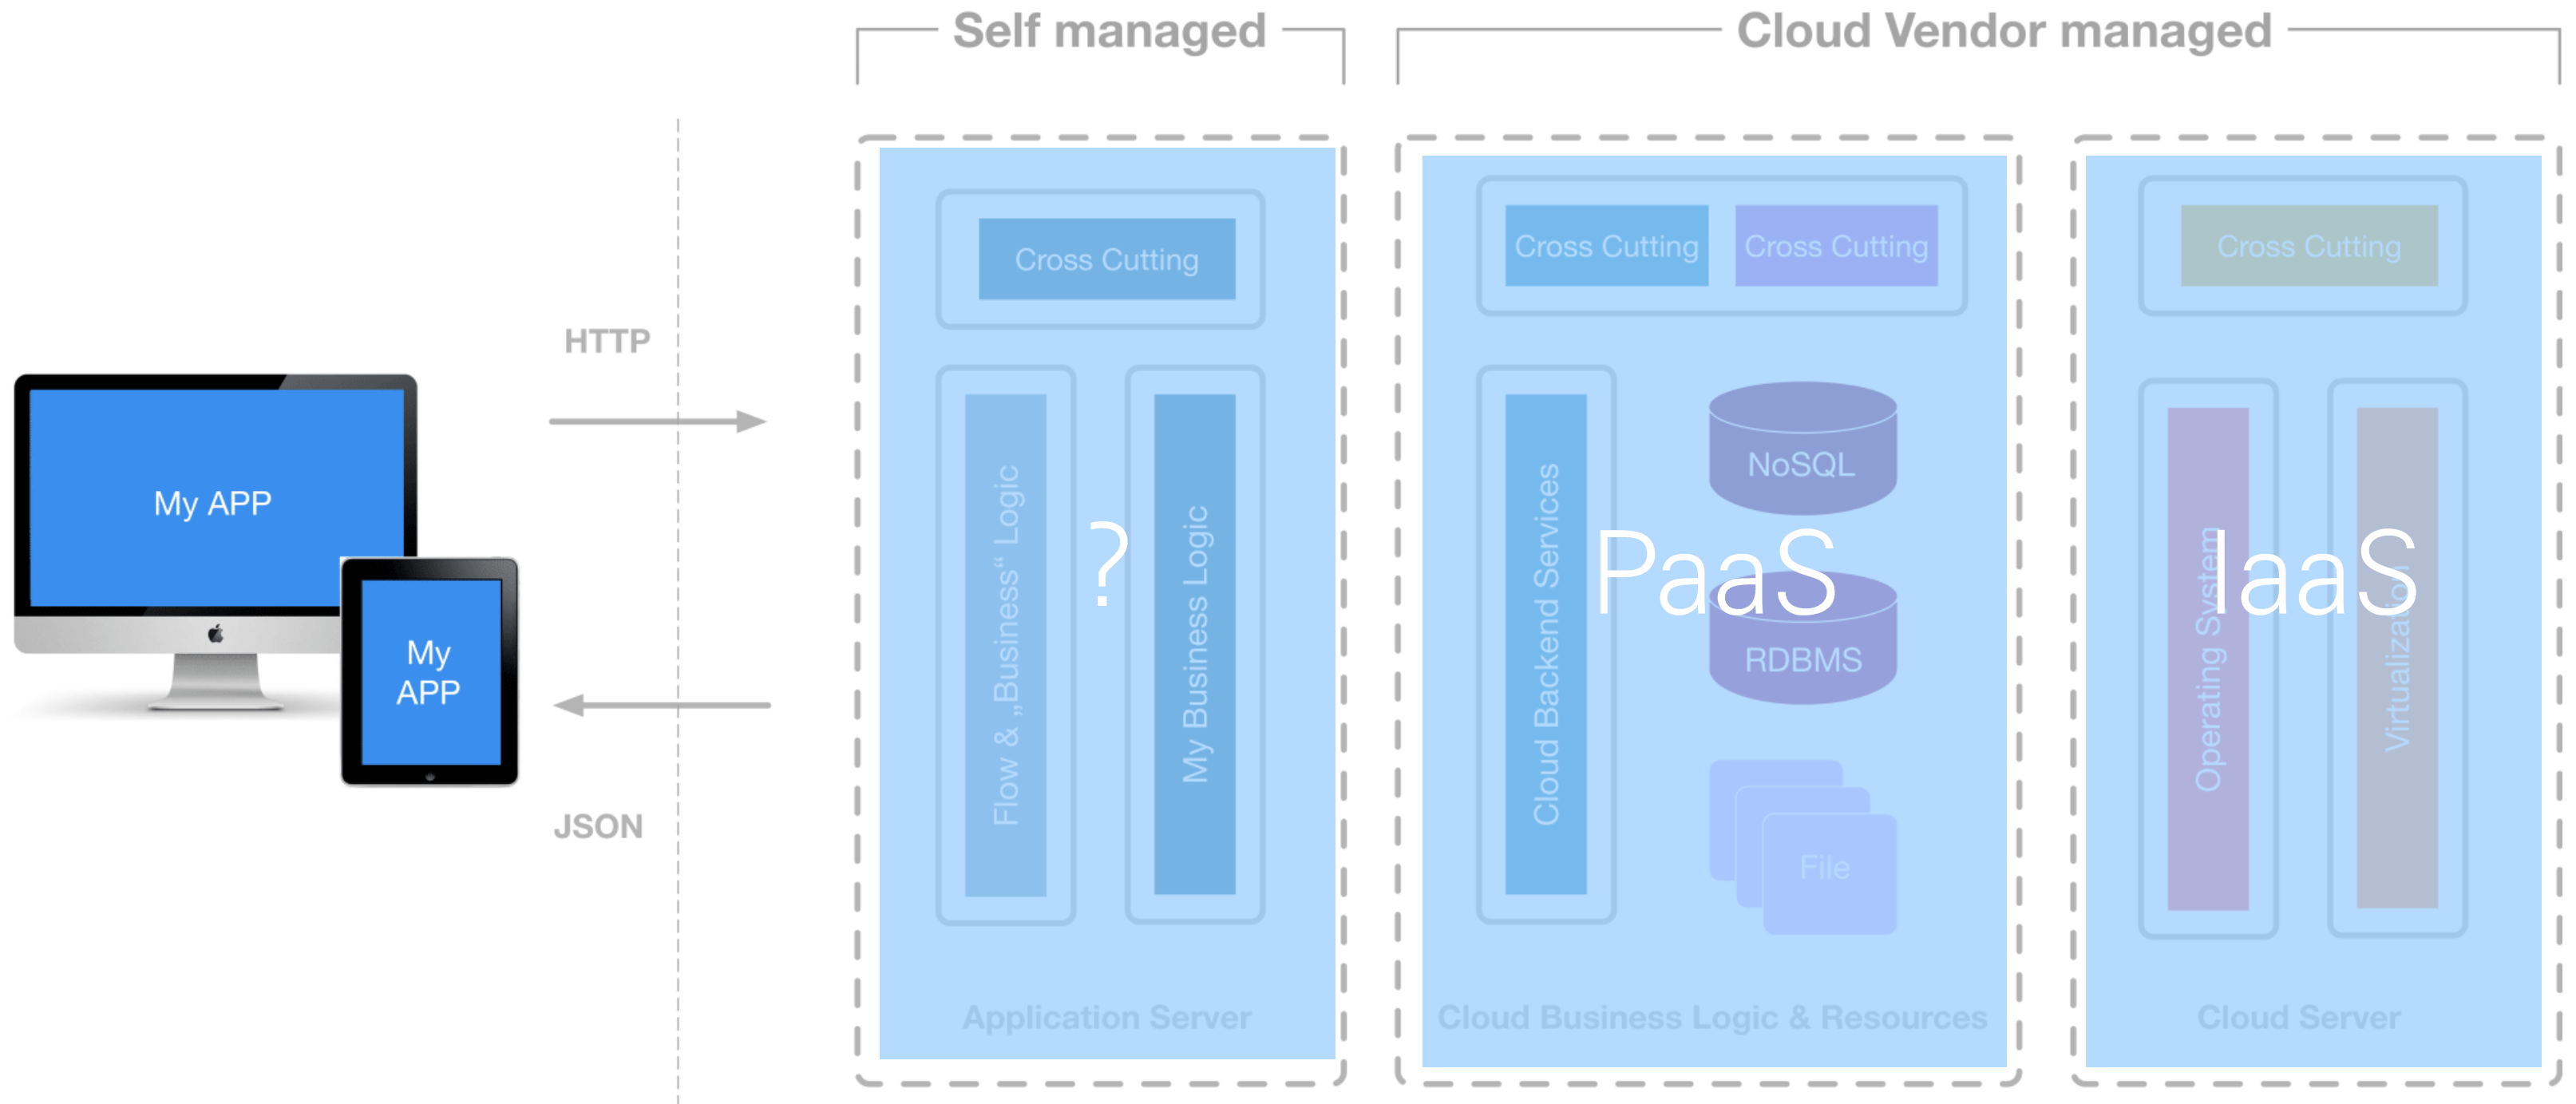 Self managed
Cloud Vendor managed
HTTP
JSON
My APP
My
APP
Cross Cutting
Flow & „Business“ Logic
?
My Business Logic
Application Server
Cross Cutting
Cross Cutting
Cloud Backend Services
NoSQL
PaaS
RDBMS
File
Cloud Business Logic & Resources
Cross Cutting
Operating System
IaaS
Virtualization
Cloud Server